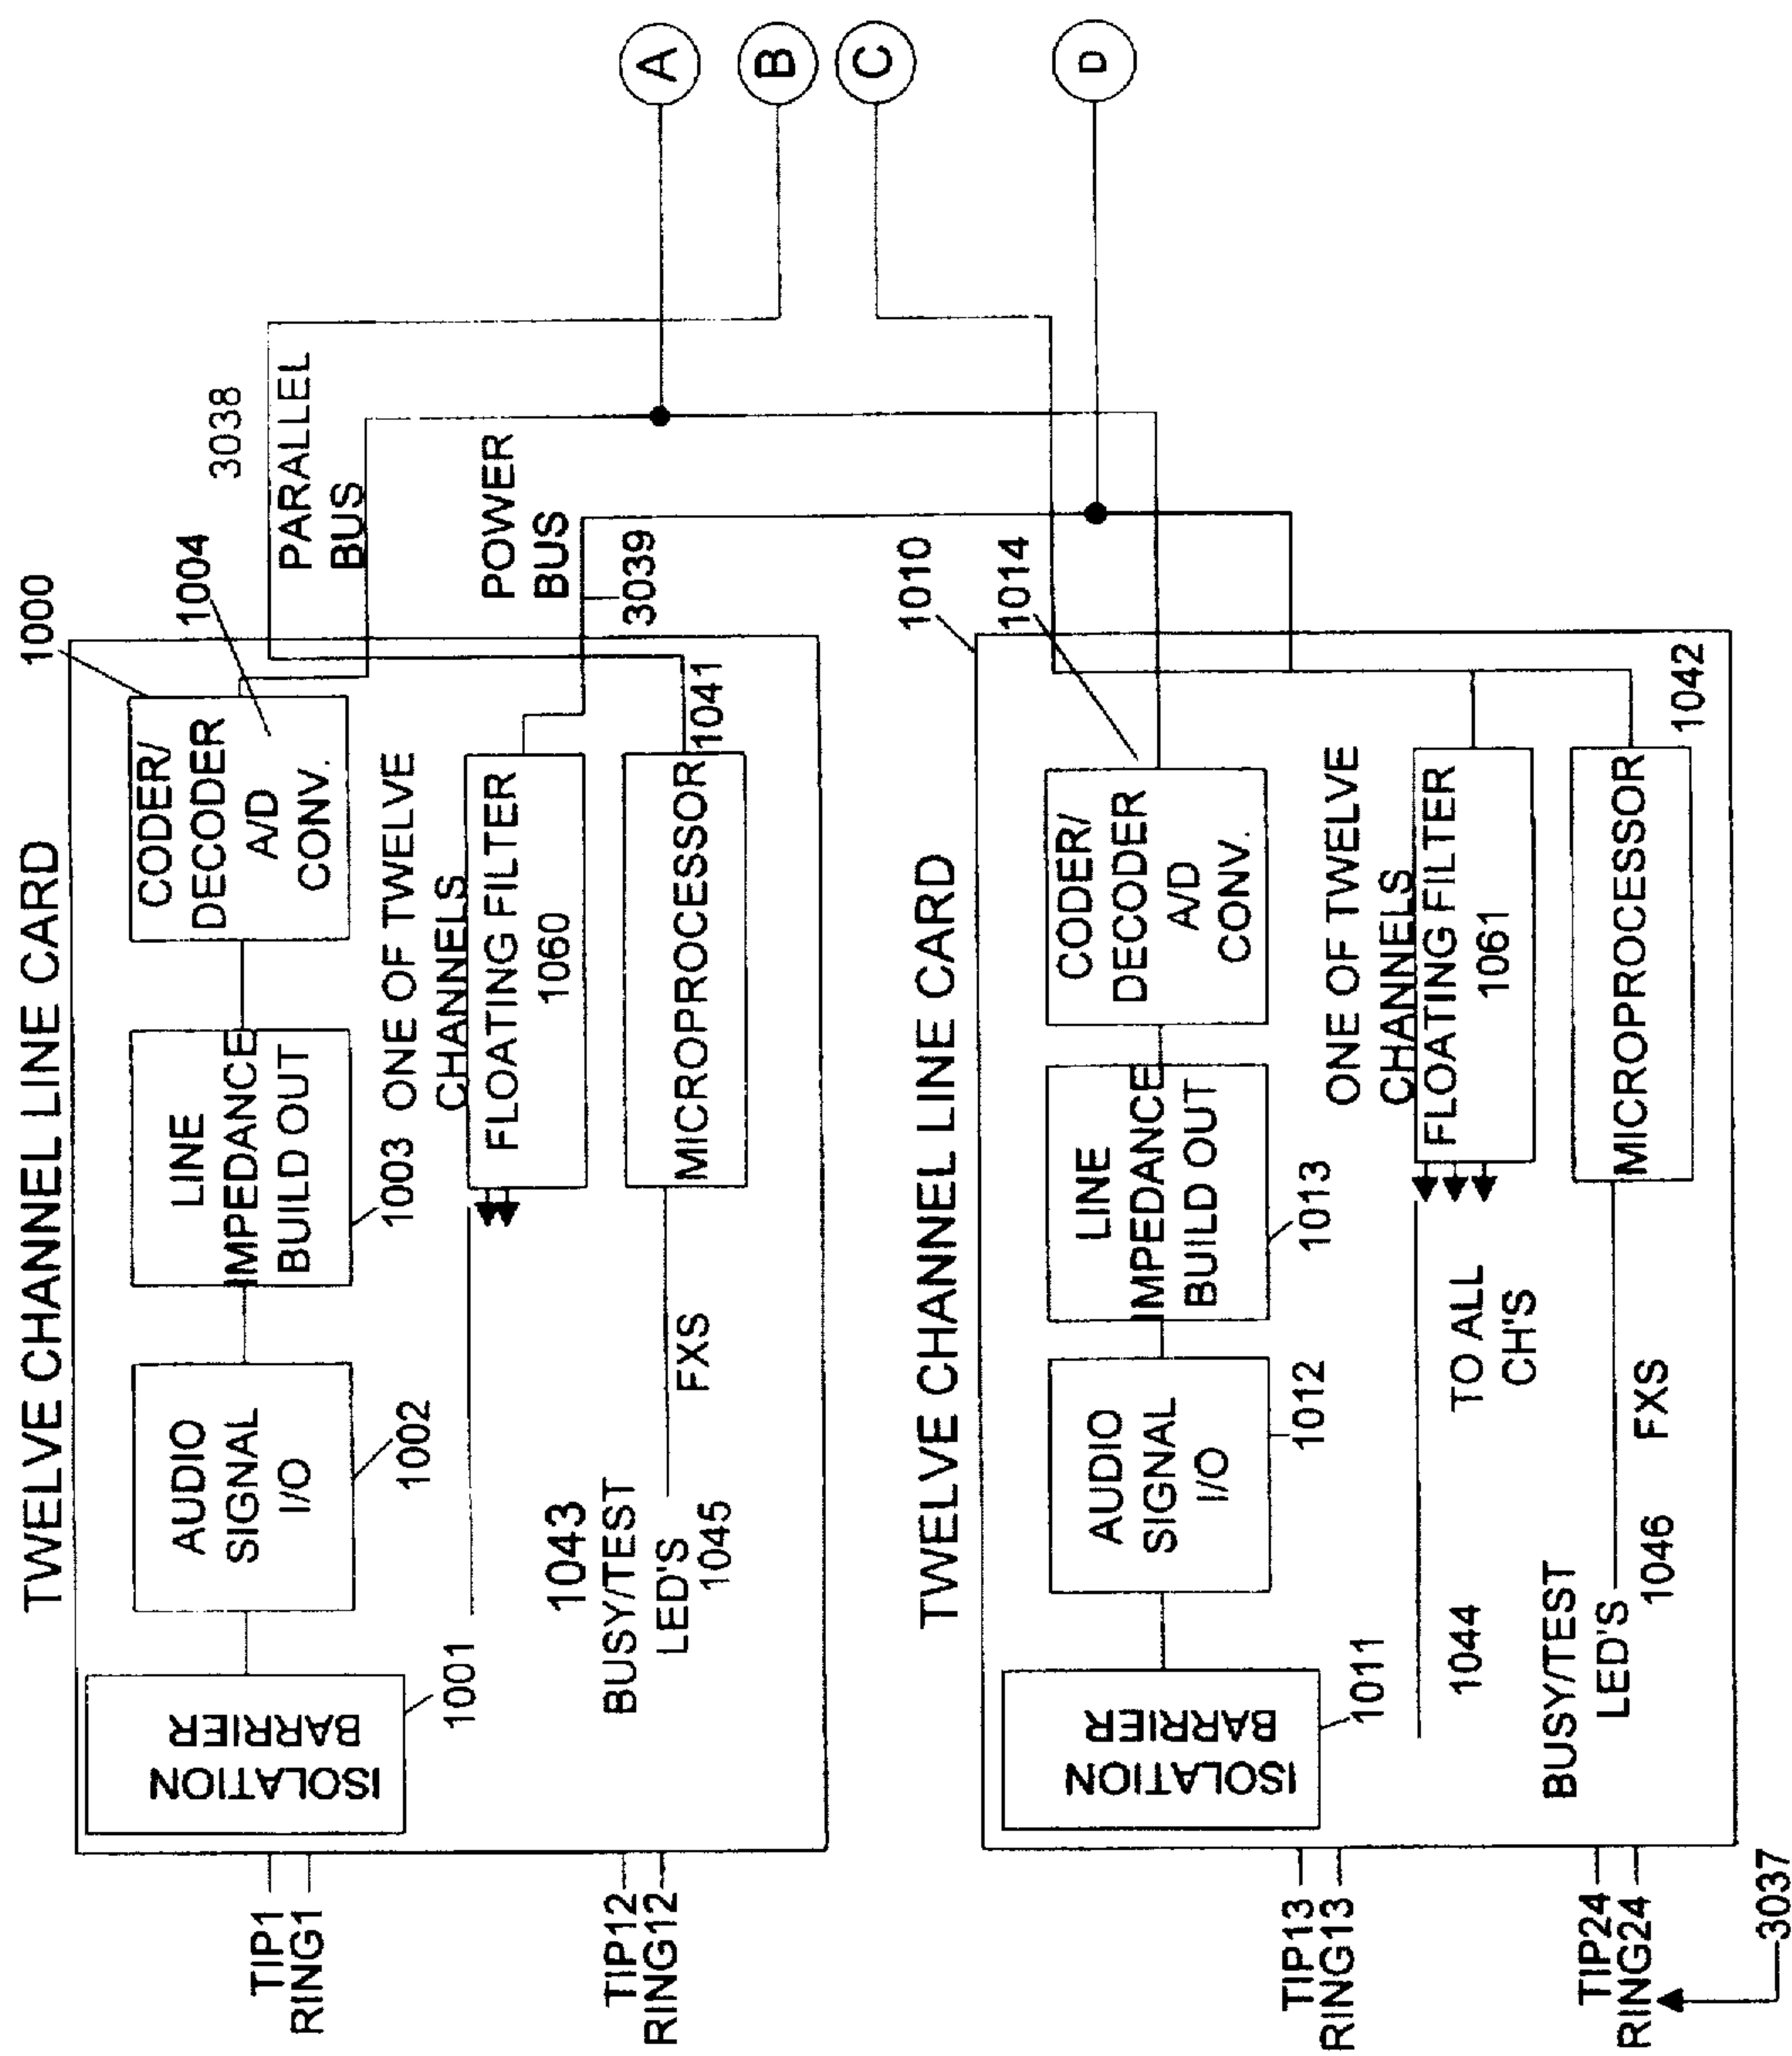 TWELVE CHANNEL LINE CARD
1000
ISOLATION
BARRIER
1001
AUDIO
SIGNAL
I/O
1002
LINE
IMPEDANCE
BUILD OUT
1003
CODER/
DECODER
A/D
CONV.
1004
ONE OF TWELVE
CHANNELS
FLOATING FILTER
1060
MICROPROCESSOR
1041
1043
BUSY/TEST
LED'S
1045
FXS
TIP1
RING1
TIP12
RING12
3038
PARALLEL
BUS
POWER
BUS
3039
A
B
C
D
TWELVE CHANNEL LINE CARD
1010
ISOLATION
BARRIER
1011
AUDIO
SIGNAL
I/O
1012
LINE
IMPEDANCE
BUILD OUT
1013
CODER/
DECODER
A/D
CONV.
1014
ONE OF TWELVE
CHANNELS
FLOATING FILTER
1061
TO ALL
CH'S
1044
MICROPROCESSOR
1042
BUSY/TEST
LED'S
1046
FXS
TIP13
RING13
TIP24
RING24
3037